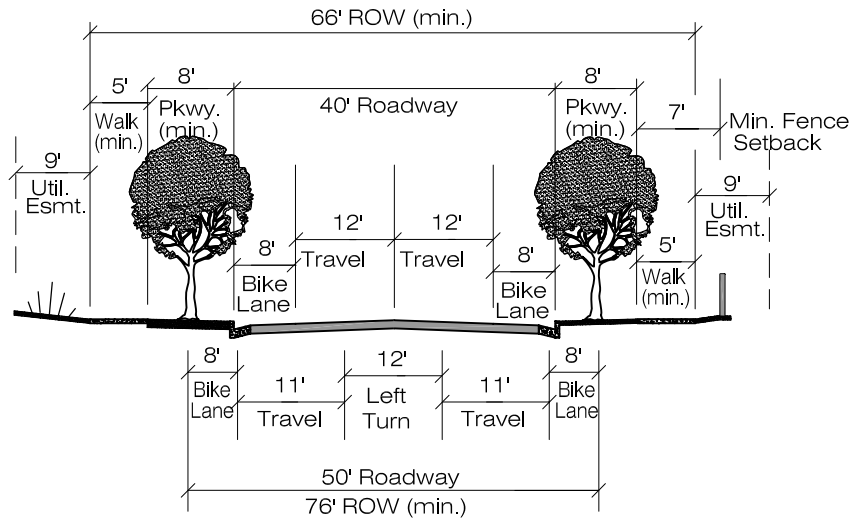 66' ROW (min.)
5'
8'
8'
40' Roadway
Walk
(min.)
Pkwy.
(min.)
Pkwy.
(min.)
7'
Min. Fence
Setback
9'
Util.
Esmt.
9'
Util.
Esmt.
12'
Travel
12'
Travel
8'
Bike
Lane
8'
Bike
Lane
5'
Walk
(min.)
8'
Bike
Lane
11'
Travel
12'
Left
Turn
11'
Travel
8'
Bike
Lane
50' Roadway
76' ROW (min.)